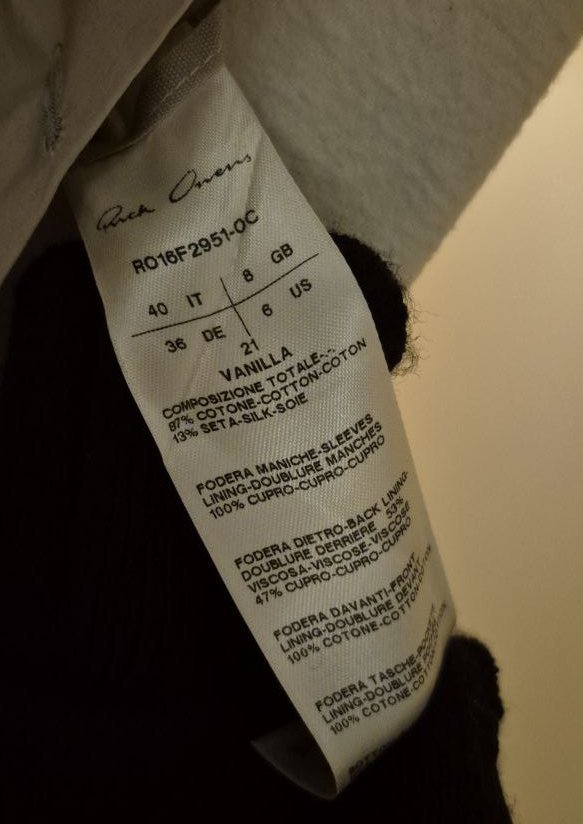 Rick Owens
RO16F2951-OC
40 IT 8 GB
36 DE 6 US
21
VANILLA
COMPOSIZIONE TOTALE-
87% COTONE-COTTON-COTON
13% SETA-SILK-SOIE
FODERA MANICHE-SLEEVES
LINING-DOUBLURE MANCHES
100% CUPRO-CUPRO-CUPRO
FODERA DIETRO-BACK LINING-
DOUBLURE DERRIERE 53%
VISCOSA-VISCOSE-VISCOSE
47% CUPRO-CUPRO-CUPRO
FODERA DAVANTI-FRONT
LINING-DOUBLURE DEVANT
100% COTONE-COTTON-COTON
FODERA TASCHE-POCKET
LINING-DOUBLURE
100% COTONE-COTTON